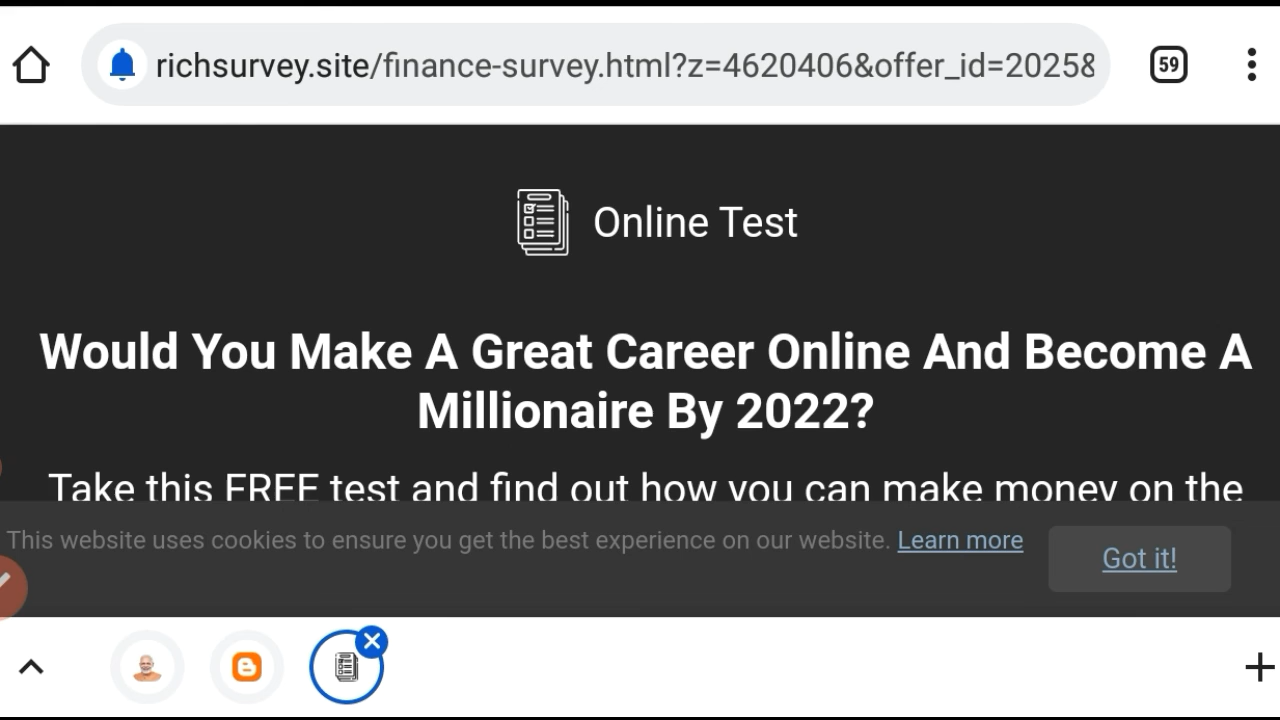 richsurvey.site/finance-survey.html?z=4620406&offer_id=2025&
59
Online Test
Would You Make A Great Career Online And Become A
Millionaire By 2022?
Take this FREE test and find out how you can make money on the
This website uses cookies to ensure you get the best experience on our website. Learn more
Got it!